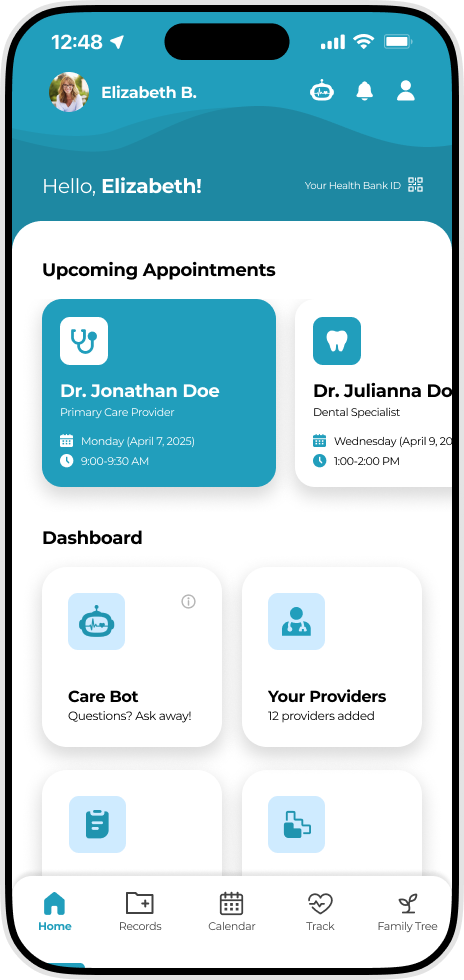 12:48
Elizabeth B.
Hello, Elizabeth!
Your Health Bank ID
Upcoming Appointments
Dr. Jonathan Doe
Primary Care Provider
Monday (April 7, 2025)
9:00-9:30 AM
Dr. Julianna Do
Dental Specialist
Wednesday (April 9, 20
1:00-2:00 PM
Dashboard
Care Bot
Questions? Ask away!
Your Providers
12 providers added
Home
Records
Calendar
Track
Family Tree